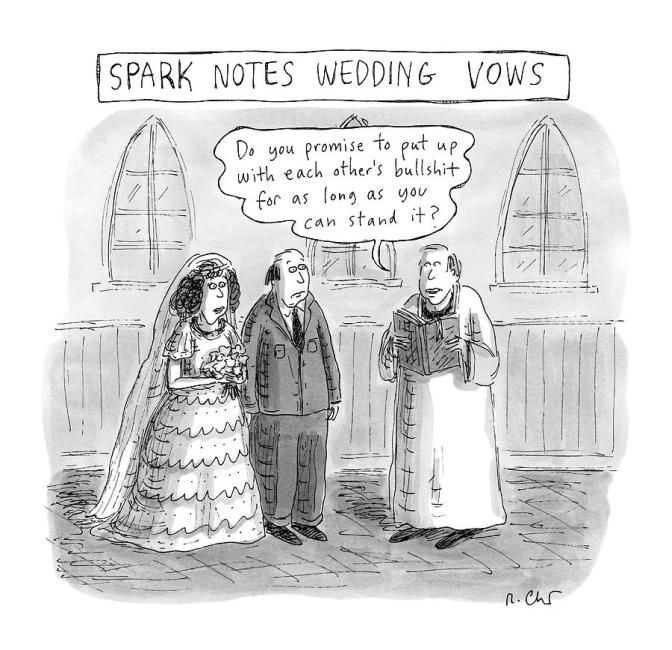 SPARK NOTES WEDDING VOWS
Do you promise to put up
with each other's bullshit
for as long as you
can stand it?
R. Ch